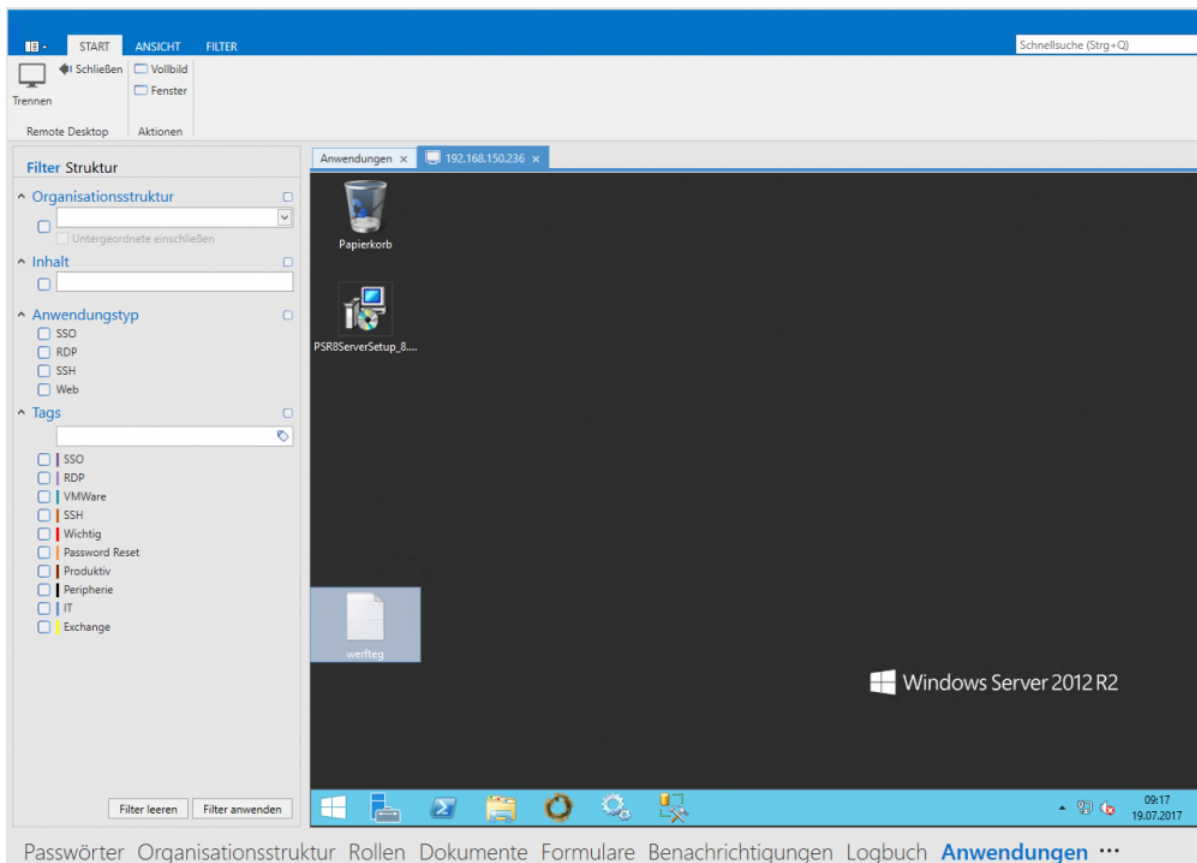 START ANSICHT FILTER
Schnellsuche (Strg+Q)
Schließen Vollbild
Trennen Fenster
Remote Desktop Aktionen
Filter Struktur
Anwendungen × 192.168.150.236 ×
Organisationsstruktur
Untergeordnete einschließen
Inhalt
Anwendungstyp
SSO
RDP
SSH
Web
Tags
SSO
RDP
VMWare
SSH
Wichtig
Password Reset
Produktiv
Peripherie
IT
Exchange
Filter leeren Filter anwenden
Papierkorb
PSR8ServerSetup_8....
werfteg
Windows Server 2012 R2
09:17
19.07.2017
Passwörter Organisationsstruktur Rollen Dokumente Formulare Benachrichtigungen Logbuch Anwendungen ···